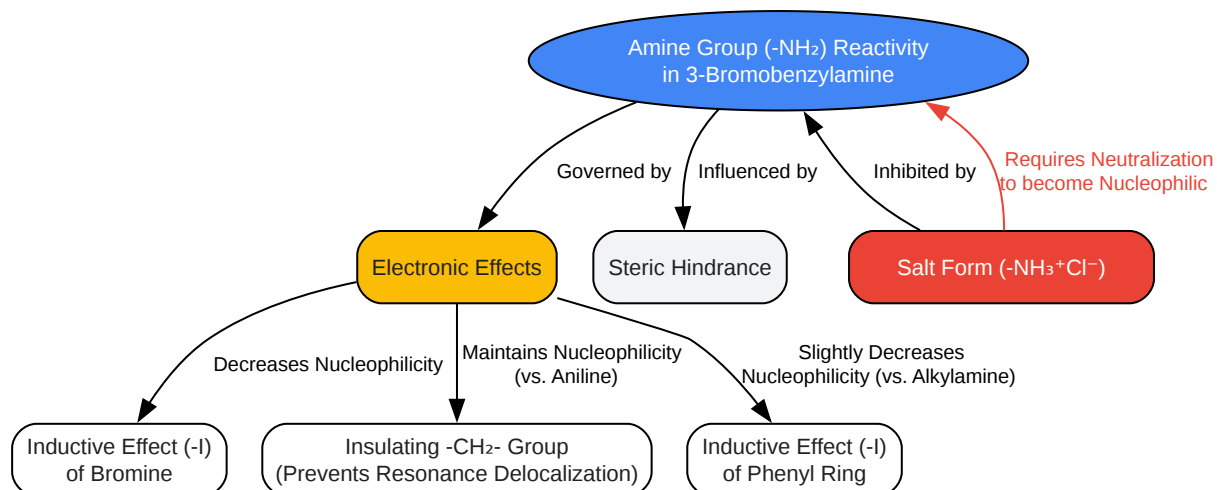 Amine Group (-NH₂) Reactivity
in 3-Bromobenzylamine
Governed by
Influenced by
Inhibited by
Requires Neutralization
to become Nucleophilic
Electronic Effects
Steric Hindrance
Salt Form (-NH₃⁺Cl⁻)
Decreases Nucleophilicity
Maintains Nucleophilicity
(vs. Aniline)
Slightly Decreases
Nucleophilicity (vs. Alkylamine)
Inductive Effect (-I)
of Bromine
Insulating -CH₂- Group
(Prevents Resonance Delocalization)
Inductive Effect (-I)
of Phenyl Ring